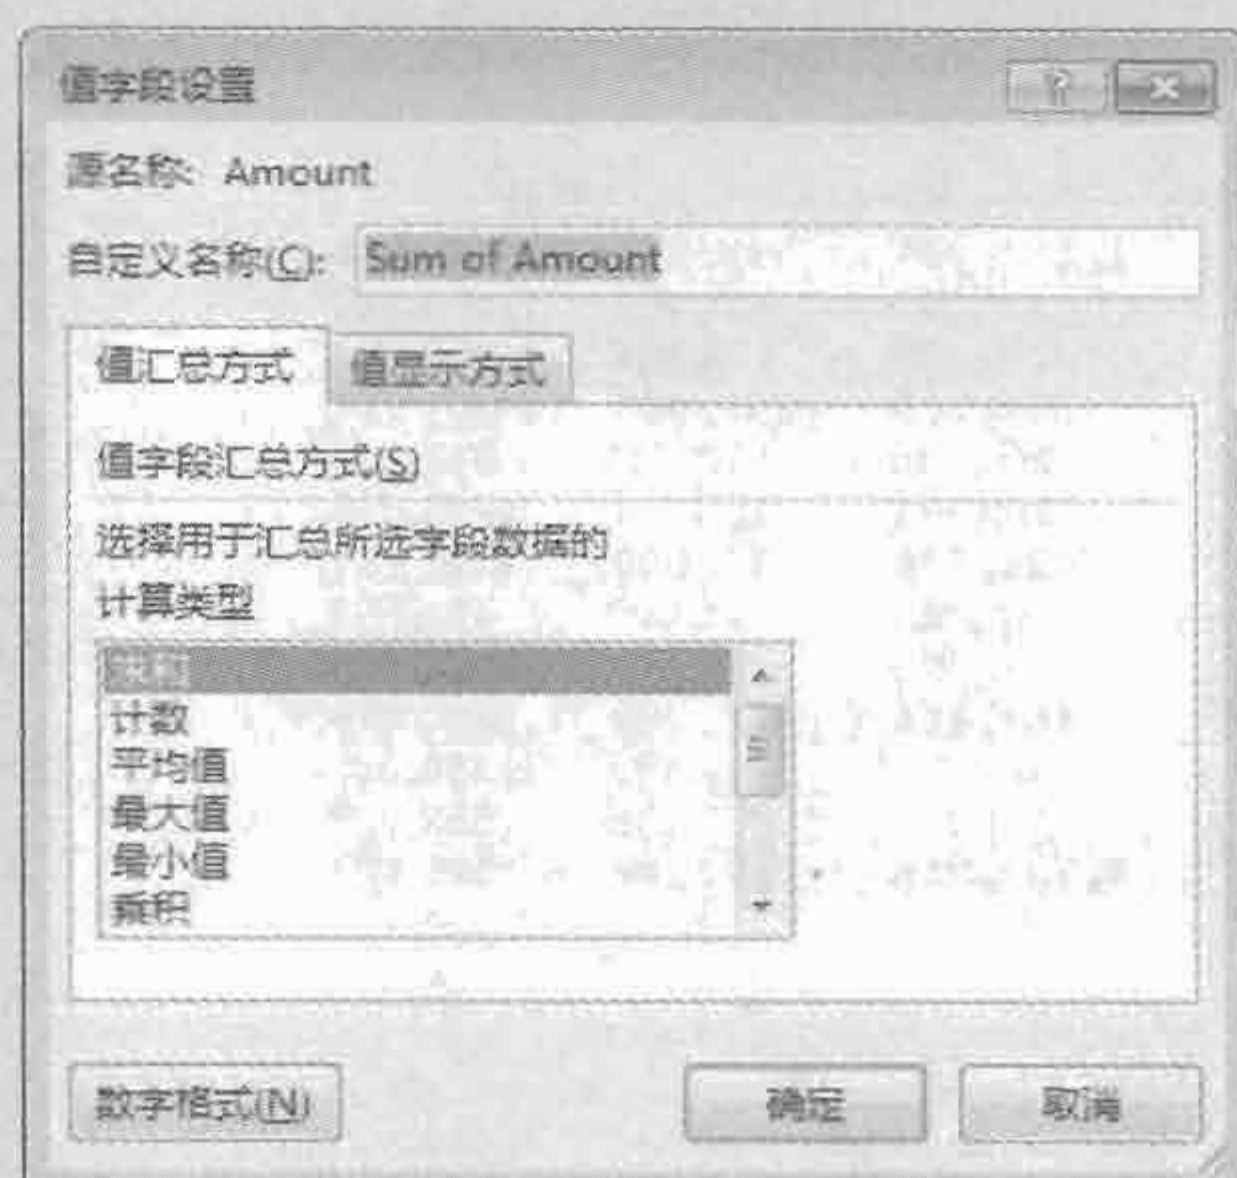 值字段设置
源名称: Amount
自定义名称(C): Sum of Amount
值汇总方式 值显示方式
值字段汇总方式(S)
选择用于汇总所选字段数据的
计算类型
计数
平均值
最大值
最小值
乘积
数字格式(N) 确定 取消